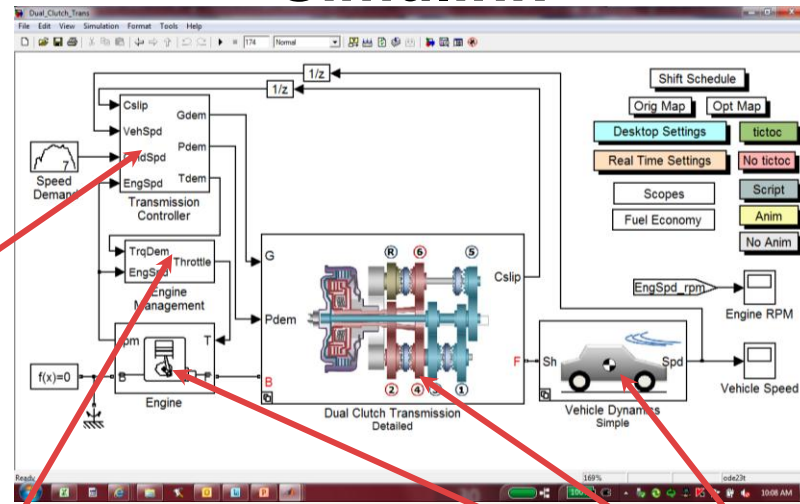 Dual_Clutch_Trans
File Edit View Simulation Format Tools Help
174 Normal
1/z
1/z
Cslip
VehSpd
EngSpd
Gdem
Pdem
Tdem
Transmission
Controller
7
Speed
Demand
TrqDem
EngSpd
Throttle
Engine
Management
T
B
P
Engine
f(x)=0
G
Pdem
B
Cslip
F
R 6 5
2 4 1
Dual Clutch Transmission
Detailed
Sh
Spd
Vehicle Dynamics
Simple
Shift Schedule
Orig Map Opt Map
Desktop Settings tictoc
Real Time Settings No tictoc
Scopes Script
Fuel Economy Anim
No Anim
EngSpd_rpm
Engine RPM
Vehicle Speed
Ready
169%
ode23t
10:08 AM